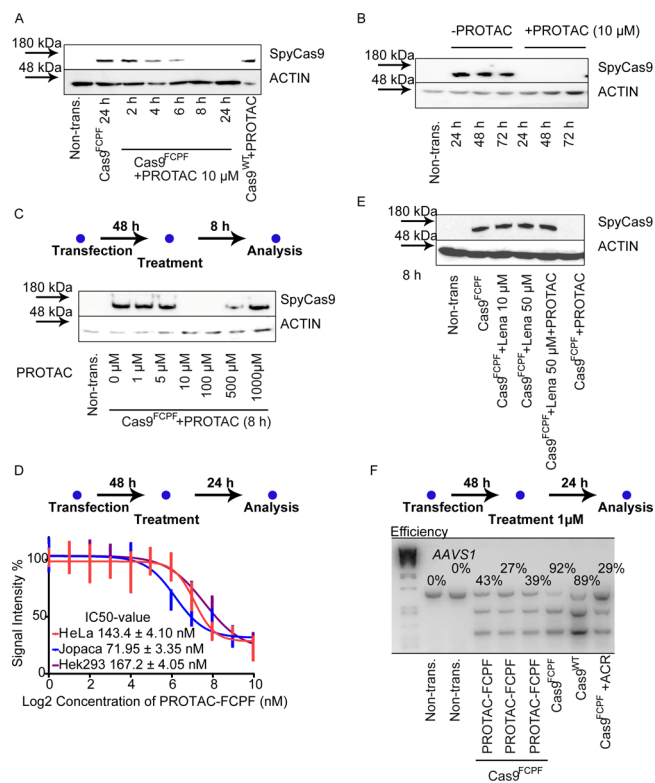 A
180 kDa
48 kDa
SpyCas9
ACTIN
Non-trans.
Cas9FCPF 24 h
2 h
4 h
6 h
8 h
24 h
Cas9WT+PROTAC
Cas9FCPF
+PROTAC 10 µM
B
-PROTAC +PROTAC (10 µM)
180 kDa
48 kDa
SpyCas9
ACTIN
Non-trans.
24 h
48 h
72 h
24 h
48 h
72 h
C
48 h 8 h
Transfection Analysis
Treatment
180 kDa
48 kDa
SpyCas9
ACTIN
PROTAC
Non-trans.
0 µM
1 µM
5 µM
10 µM
100 µM
500 µM
1000µM
Cas9FCPF+PROTAC (8 h)
E
180 kDa
48 kDa
SpyCas9
ACTIN
8 h
Non-trans.
Cas9FCPF
Cas9FCPF+Lena 10 µM
Cas9FCPF+Lena 50 µM
Cas9FCPF+Lena 50 µM+PROTAC
Cas9FCPF+PROTAC
D
48 h 24 h
Transfection Analysis
Treatment
Signal Intensity %
100
50
0
IC50-value
HeLa 143.4 ± 4.10 nM
Jopaca 71.95 ± 3.35 nM
Hek293 167.2 ± 4.05 nM
0 2 4 6 8 10
Log2 Concentration of PROTAC-FCPF (nM)
F
48 h 24 h
Transfection Analysis
Treatment 1µM
Efficiency
AAVS1
0% 27% 92% 29%
0% 43% 39% 89%
Non-trans.
Non-trans.
PROTAC-FCPF
PROTAC-FCPF
PROTAC-FCPF
Cas9FCPF
Cas9WT
Cas9FCPF +ACR
Cas9FCPF